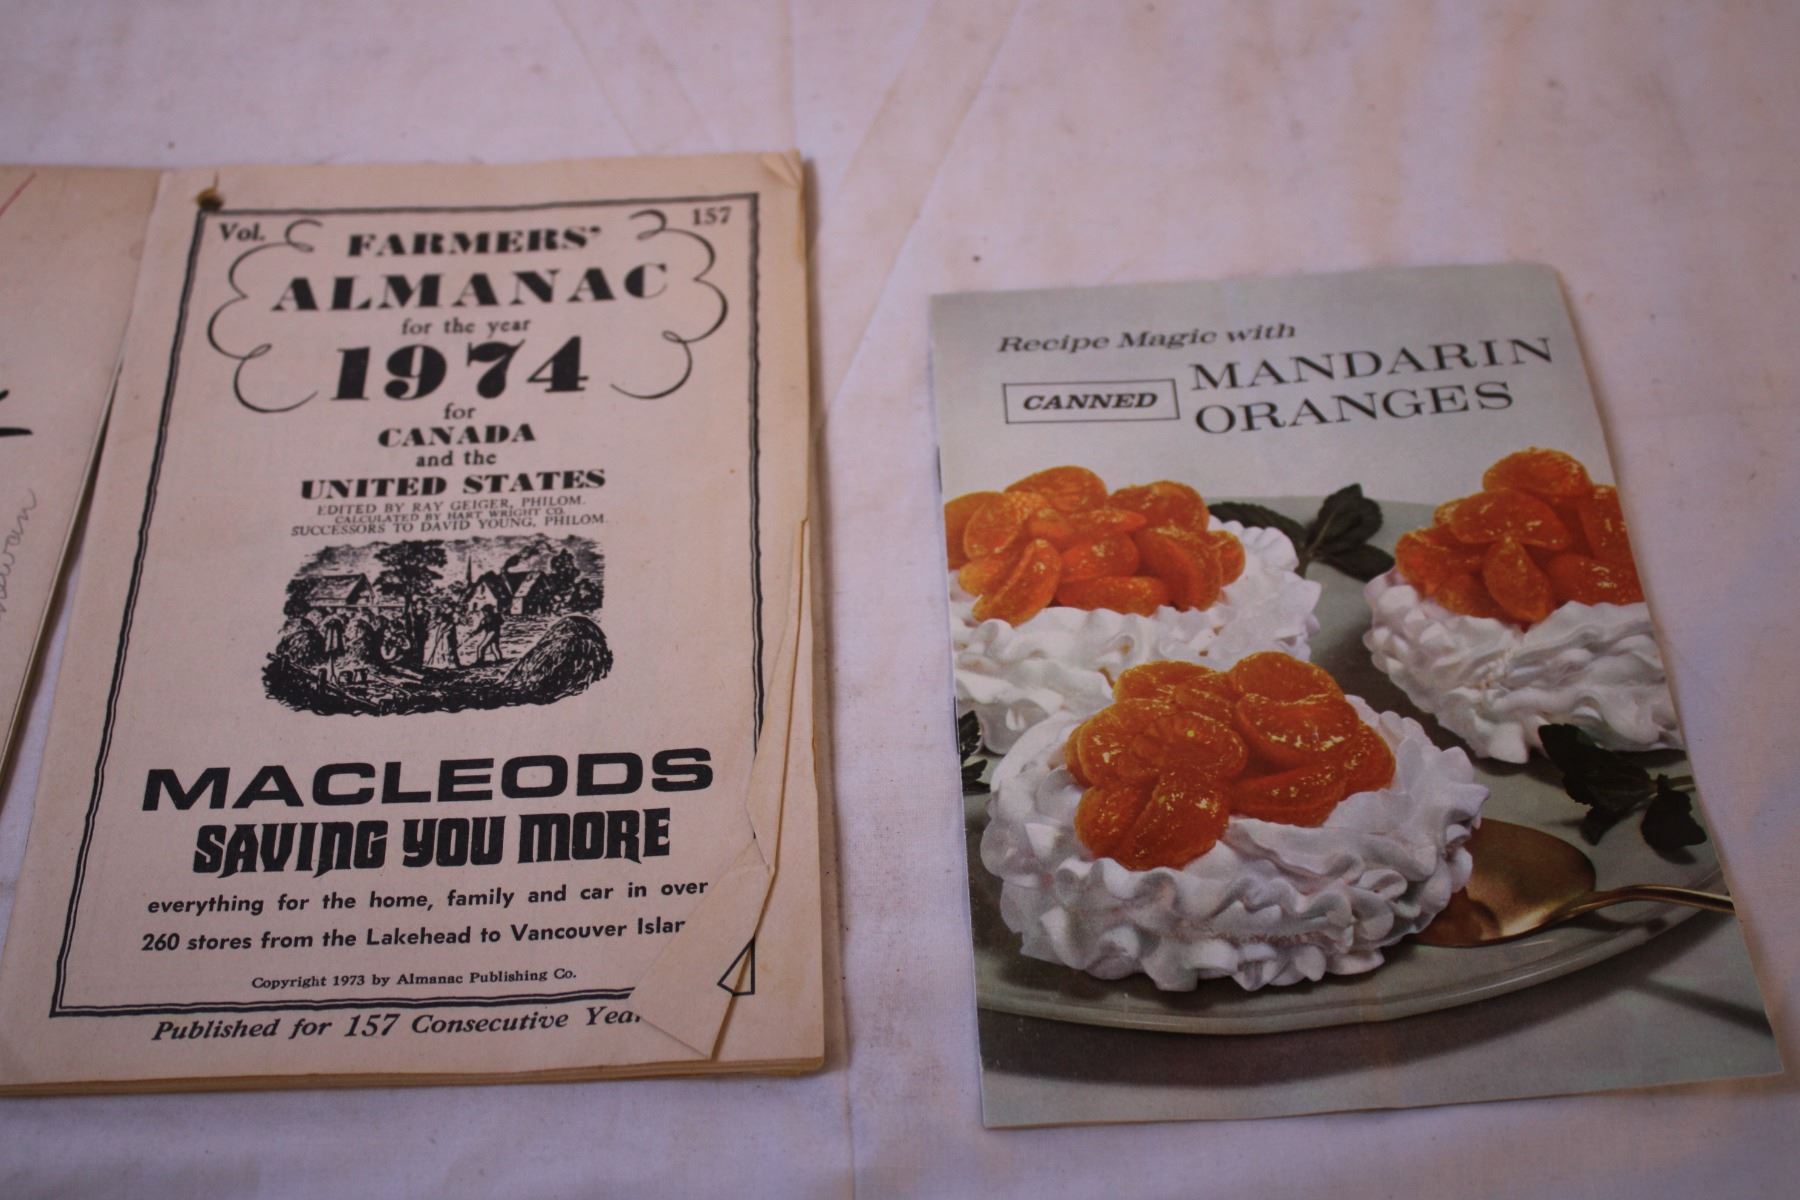 Vol. 157
FARMERS'
ALMANAC
for the year
1974
for
CANADA
and the
UNITED STATES
EDITED BY RAY GEIGER, PHILOM.
CALCULATED BY HART WRIGHT CO.
SUCCESSORS TO DAVID YOUNG, PHILOM.
MACLEODS
SAVING YOU MORE
everything for the home, family and car in over
260 stores from the Lakehead to Vancouver
Copyright 1973 by Almanac Publishing Co.
Published for 157 Consecutive
Recipe Magic with
CANNED MANDARIN
ORANGES